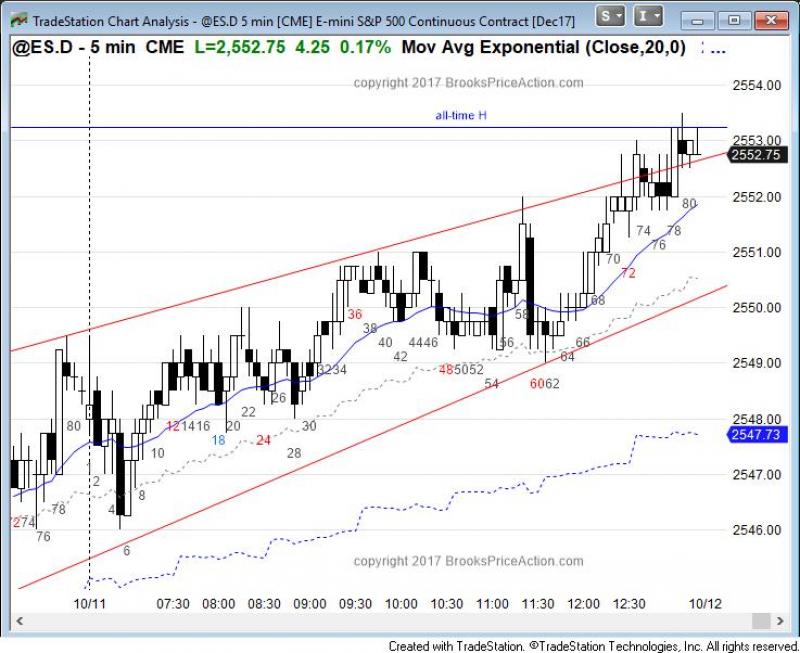 TradeStation Chart Analysis - @ES.D 5 min [CME] E-mini S&P 500 Continuous Contract [Dec17]
S I
@ES.D - 5 min CME L=2,552.75 4.25 0.17% Mov Avg Exponential (Close,20,0) : ...
copyright 2017 BrooksPriceAction.com
2554.00
all-time H
2553.00
2552.75
2552.00
80
74 78
76
2551.00
70
72
2550.00
68
36
58
38
40 4446 56 66
42 64
2549.00
3234 48 5052
54 60 62
26
22
2548.00
80 12 14 16 20 30
18 24
2547.73
10 28
2547.00
2
8
78 4
72 74
76
2546.00
6
copyright 2017 BrooksPriceAction.com
10/11 07:30 08:00 08:30 09:00 09:30 10:00 10:30 11:00 11:30 12:00 12:30 10/12
Created with TradeStation. ©TradeStation Technologies, Inc. All rights reserved.